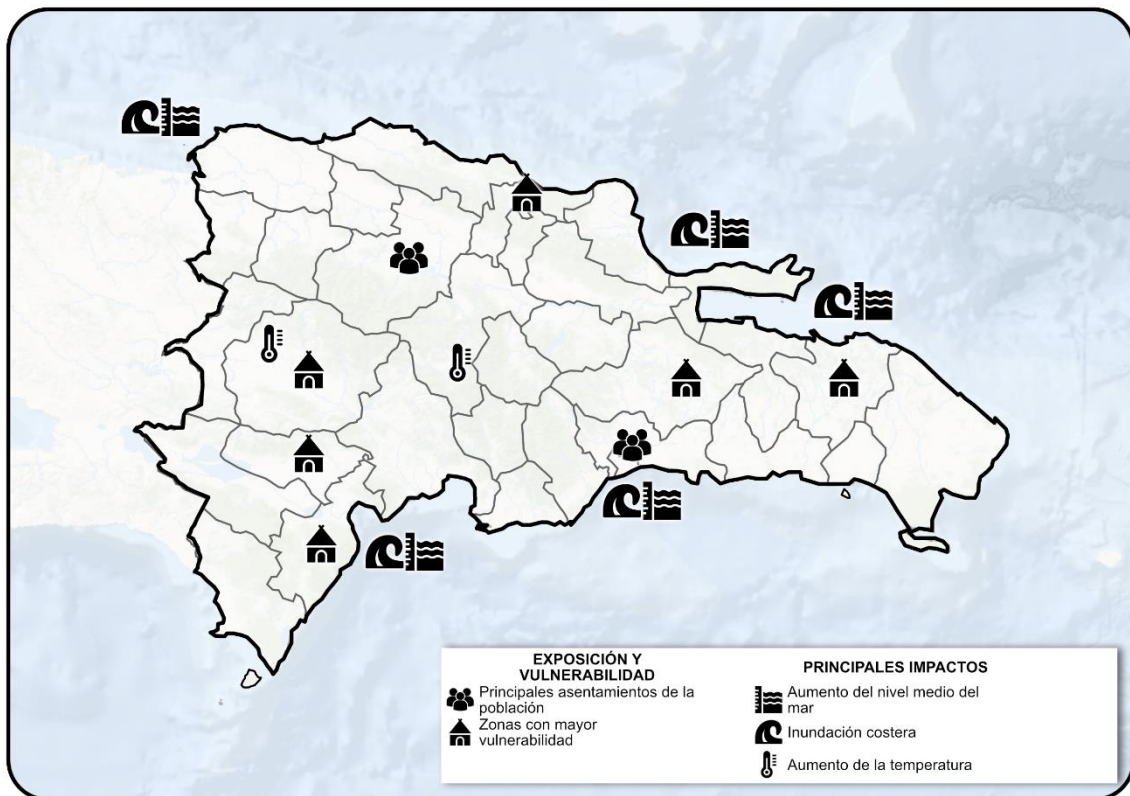 EXPOSICIÓN Y
VULNERABILIDAD
Principales asentamientos de la
población
Zonas con mayor
vulnerabilidad
PRINCIPALES IMPACTOS
Aumento del nivel medio del
mar
Inundación costera
Aumento de la temperatura